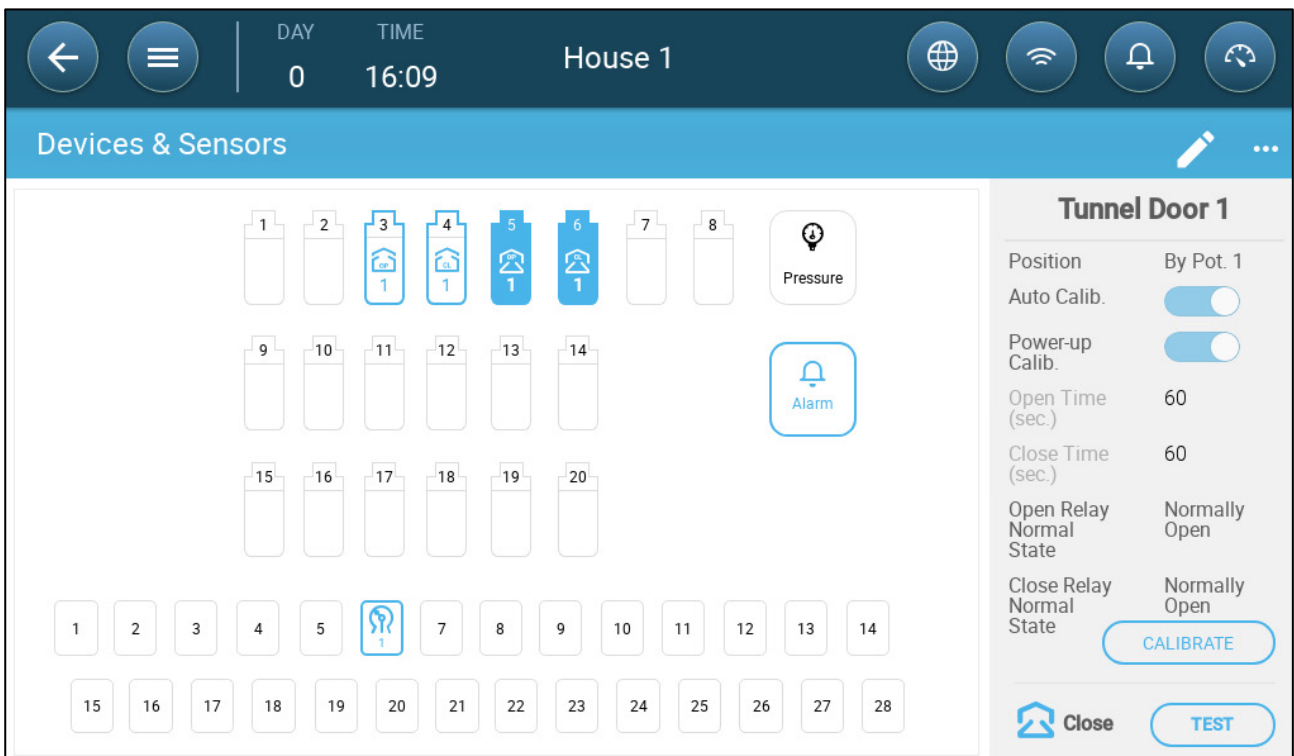 DAY TIME
0 16:09 House 1
Devices & Sensors
1 2 3 4 5 6 7 8
OP CL OP CL
1 1 1 1
Pressure
9 10 11 12 13 14
Alarm
15 16 17 18 19 20
1 2 3 4 5 7 8 9 10 11 12 13 14
1
15 16 17 18 19 20 21 22 23 24 25 26 27 28
Tunnel Door 1
Position By Pot. 1
Auto Calib.
Power-up
Calib.
Open Time 60
(sec.)
Close Time 60
(sec.)
Open Relay Normally
Normal Open
State
Close Relay Normally
Normal Open
State
CALIBRATE
Close TEST